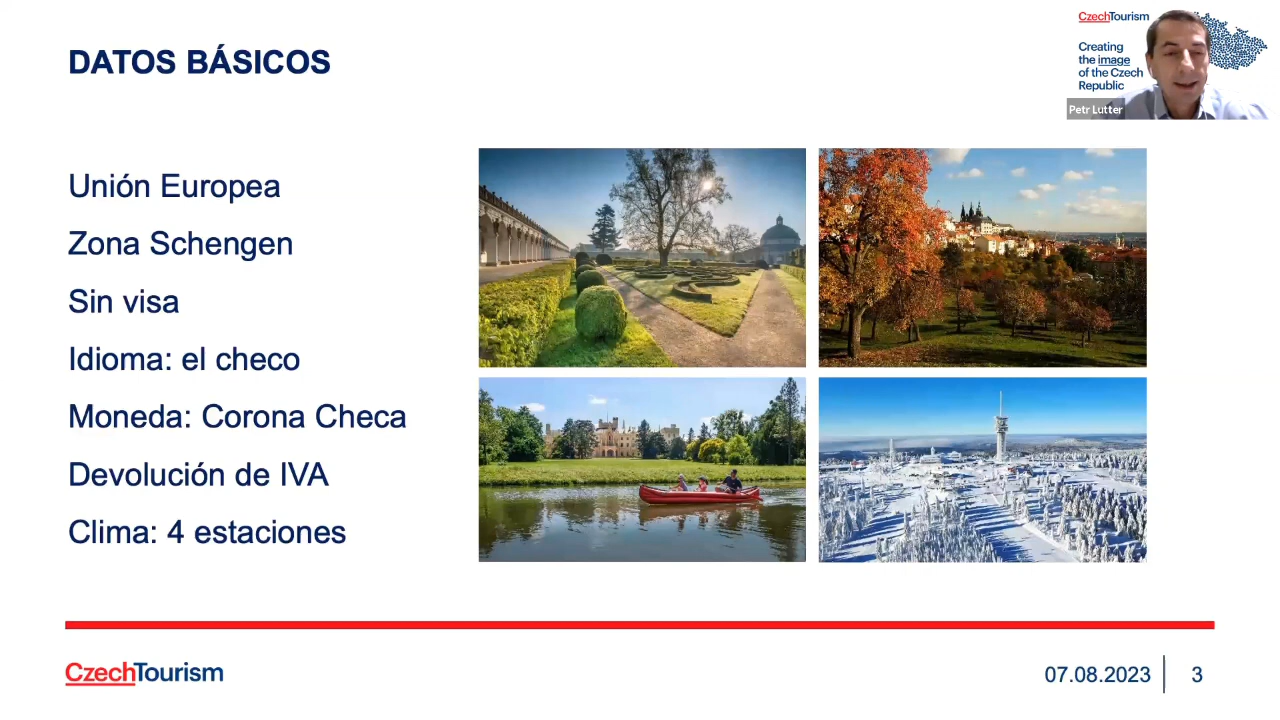 DATOS BÁSICOS
CzechTourism
Creating
the image
of the Czech
Republic
Petr Lutter
Unión Europea
Zona Schengen
Sin visa
Idioma: el checo
Moneda: Corona Checa
Devolución de IVA
Clima: 4 estaciones
CzechTourism
07.08.2023
3